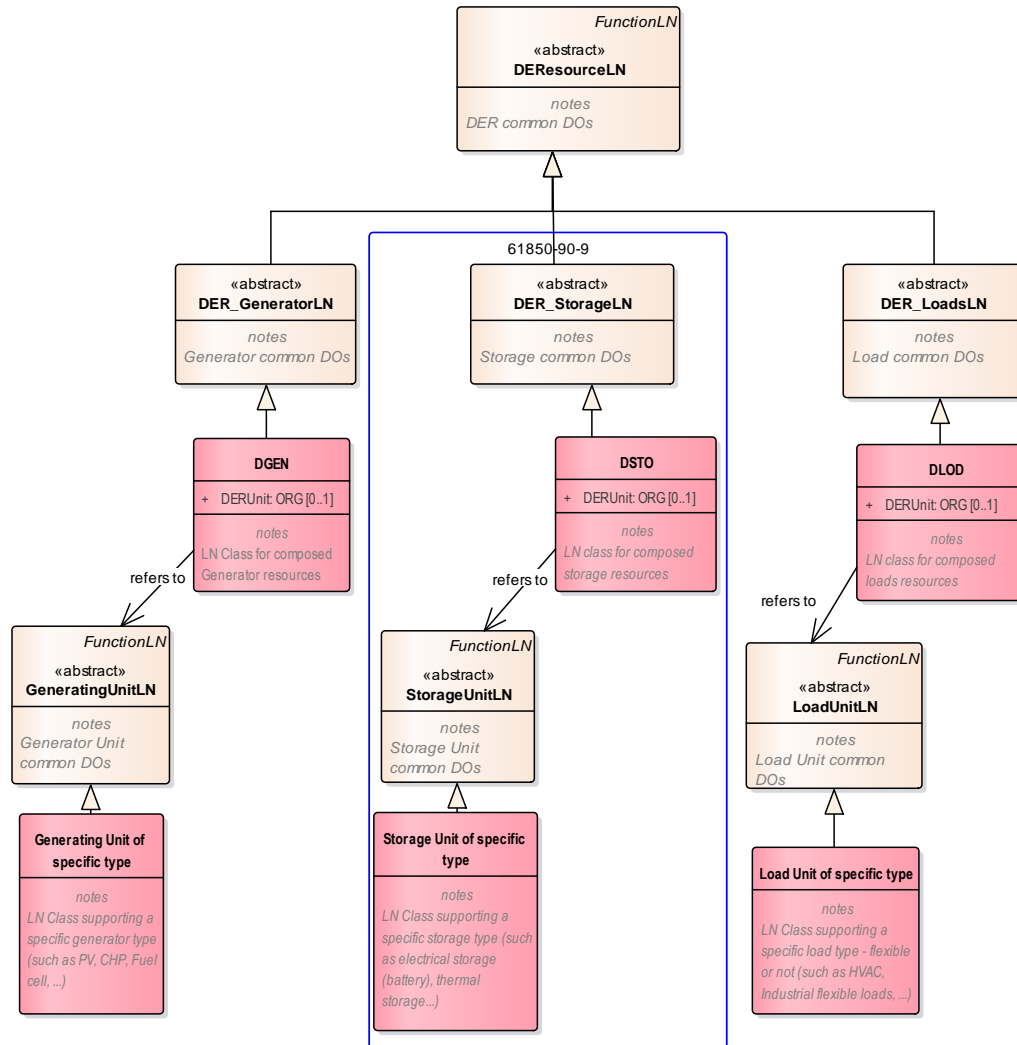 FunctionLN
«abstract»
DEResourceLN
notes
DER common DOs
61850-90-9
«abstract»
DER_GeneratorLN
notes
Generator common DOs
«abstract»
DER_StorageLN
notes
Storage common DOs
«abstract»
DER_LoadsLN
notes
Load common DOs
DGEN
+ DERUnit: ORG [0..1]
notes
LN Class for composed
Generator resources
DSTO
+ DERUnit: ORG [0..1]
notes
LN class for composed
storage resources
DLOD
+ DERUnit: ORG [0..1]
notes
LN class for composed
loads resources
refers to
refers to
refers to
FunctionLN
«abstract»
GeneratingUnitLN
notes
Generator Unit
common DOs
FunctionLN
«abstract»
StorageUnitLN
notes
Storage Unit
common DOs
FunctionLN
«abstract»
LoadUnitLN
notes
Load Unit common
DOs
Generating Unit of
specific type
notes
LN Class supporting a
specific generator type
(such as PV, CHP, Fuel
cell, ...)
Storage Unit of specific
type
notes
LN Class supporting a
specific storage type (such
as electrical storage
(battery), thermal
storage...)
Load Unit of specific type
notes
LN Class supporting a
specific load type - flexible
or not (such as HVAC,
Industrial flexible loads, ...)